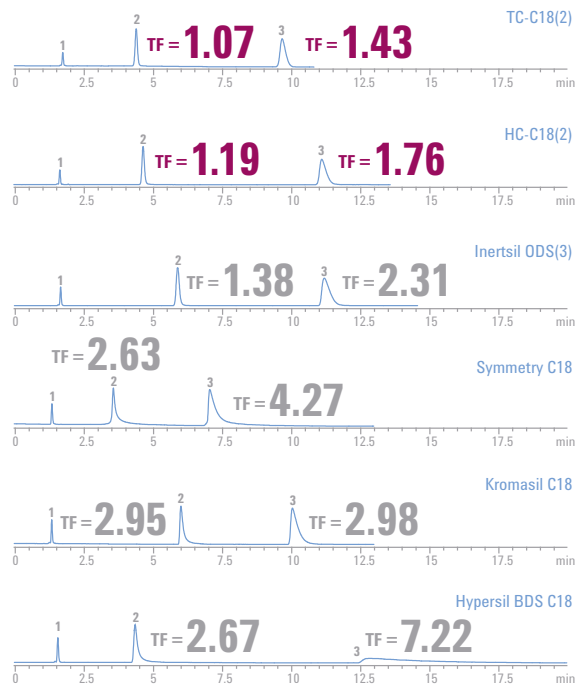 TC-C18(2)
1 2 TF = 1.07 3 TF = 1.43
0 2.5 5 7.5 10 12.5 15 17.5 min
HC-C18(2)
1 2 TF = 1.19 3 TF = 1.76
0 2.5 5 7.5 10 12.5 15 17.5 min
Inertsil ODS(3)
1 2 TF = 1.38 3 TF = 2.31
0 2.5 5 7.5 10 12.5 15 17.5 min
TF = 2.63
Symmetry C18
1 2 3 TF = 4.27
0 2.5 5 7.5 10 12.5 15 17.5 min
Kromasil C18
1 TF = 2.95 2 3 TF = 2.98
0 2.5 5 7.5 10 12.5 15 17.5 min
Hypersil BDS C18
1 2 TF = 2.67 3 TF = 7.22
0 2.5 5 7.5 10 12.5 15 17.5 min